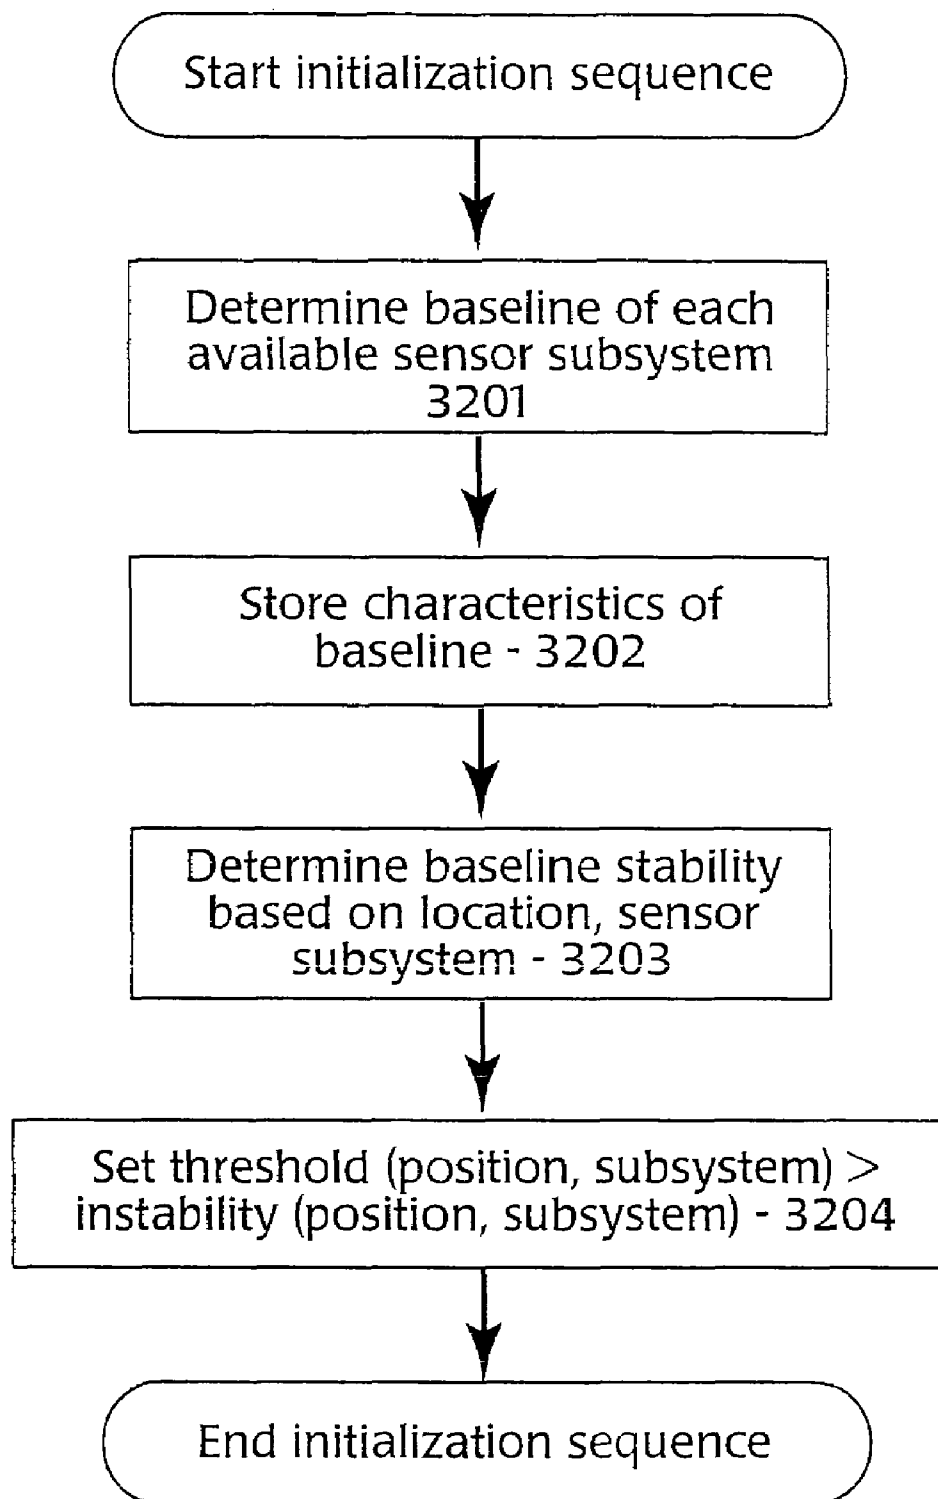 Start initialization sequence
Determine baseline of each
available sensor subsystem
3201
Store characteristics of
baseline - 3202
Determine baseline stability
based on location, sensor
subsystem - 3203
Set threshold (position, subsystem) >
instability (position, subsystem) - 3204
End initialization sequence